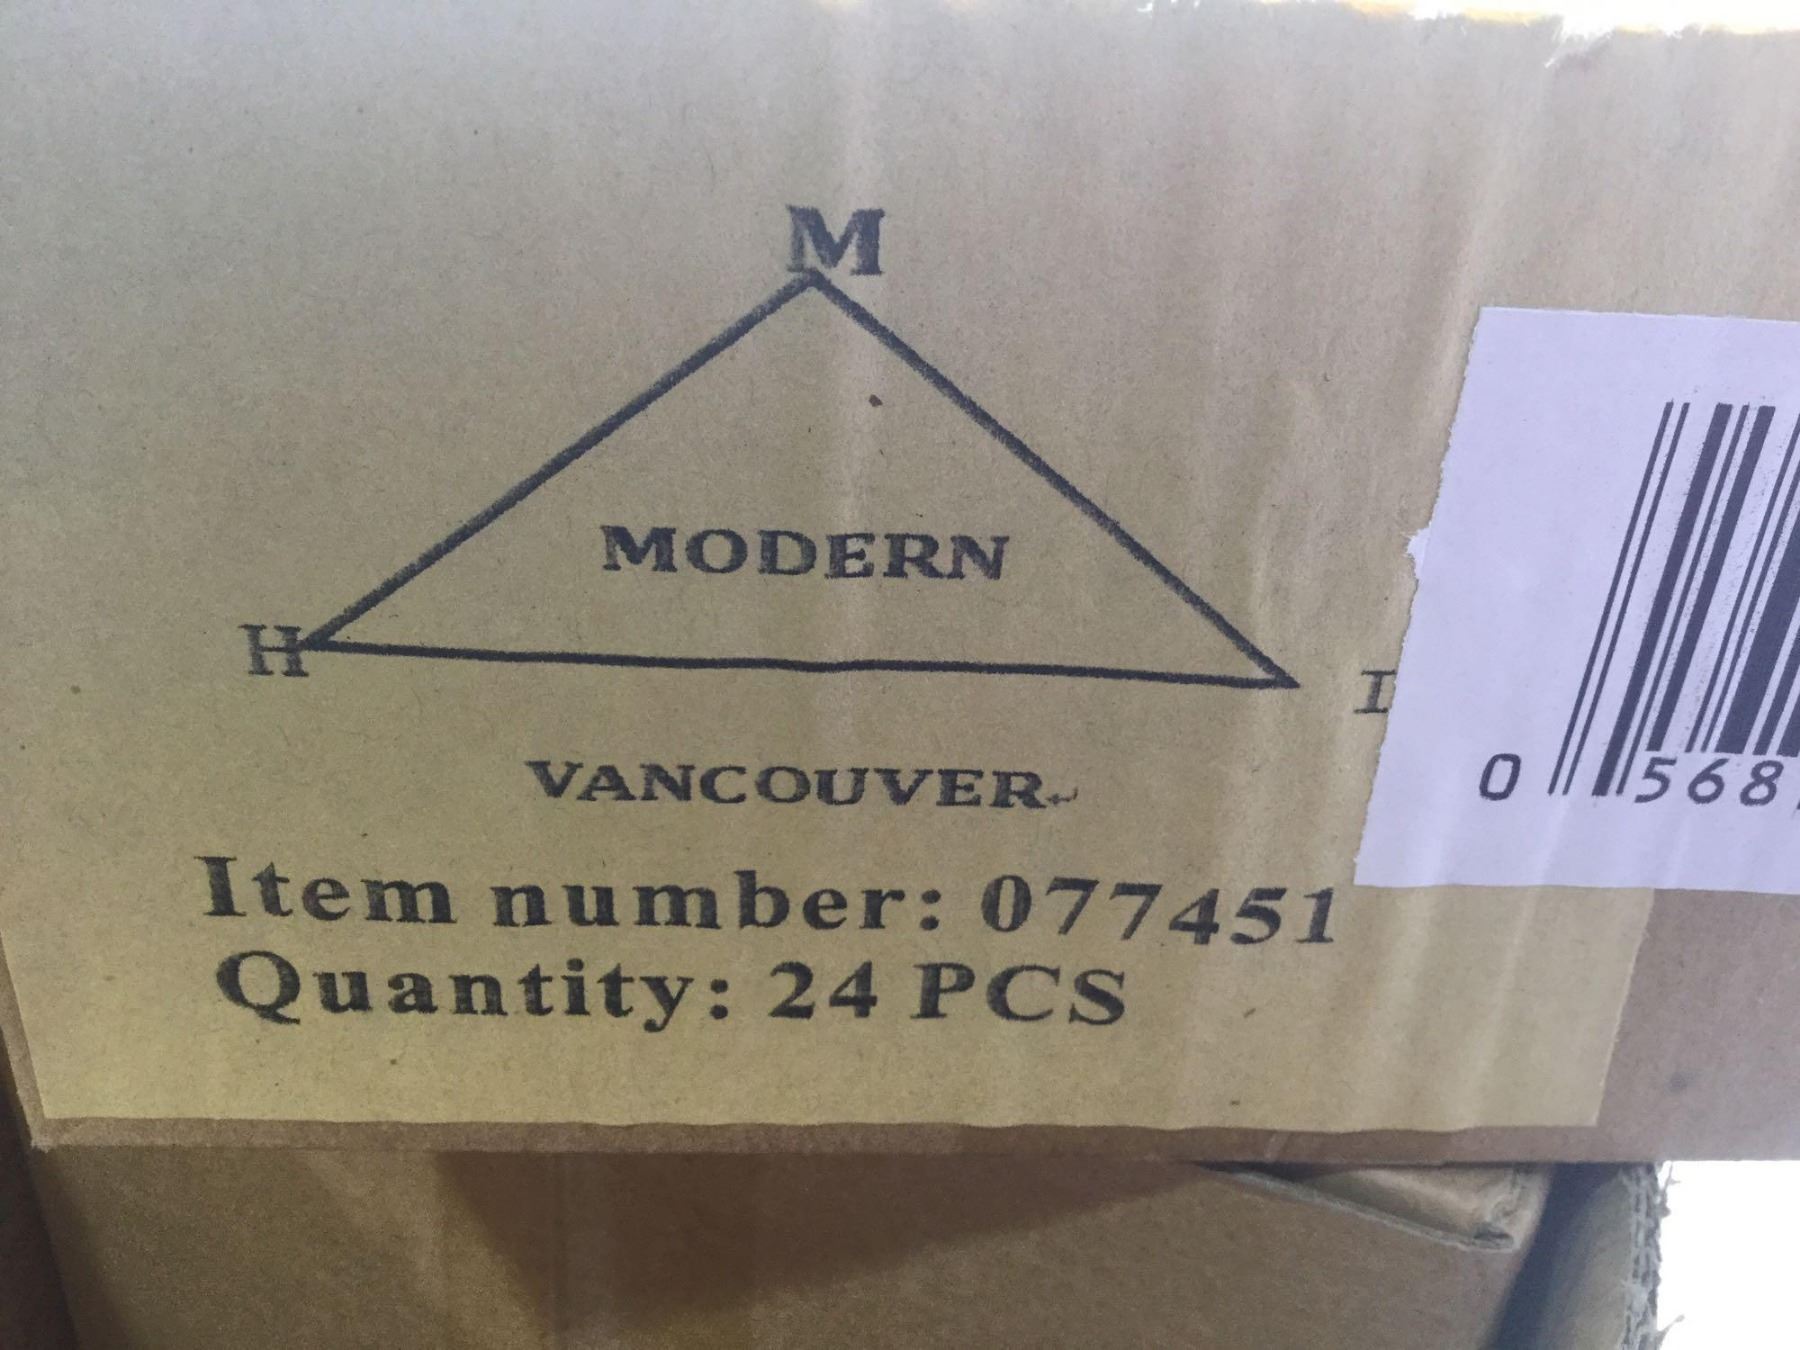 M
MODERN
H I
VANCOUVER
Item number: 077451
Quantity: 24 PCS
0 568